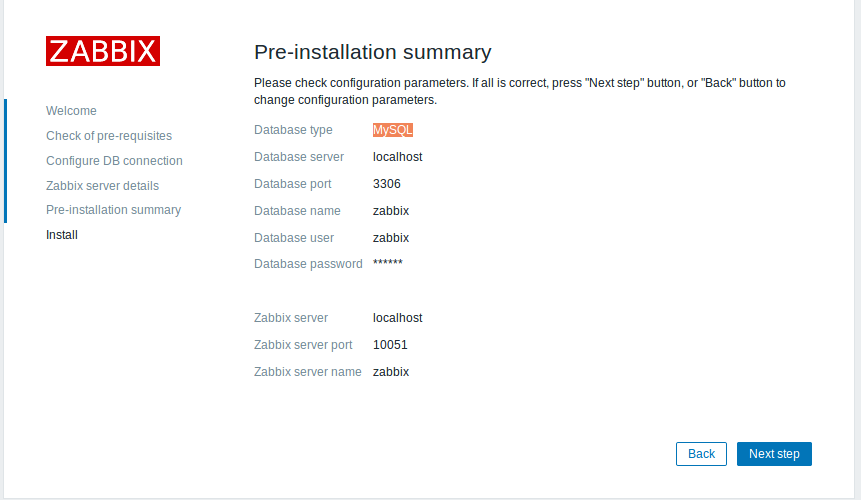 ZABBIX
Welcome
Check of pre-requisites
Configure DB connection
Zabbix server details
Pre-installation summary
Install
Pre-installation summary
Please check configuration parameters. If all is correct, press "Next step" button, or "Back" button to
change configuration parameters.
Database type MySQL
Database server localhost
Database port 3306
Database name zabbix
Database user zabbix
Database password ******
Zabbix server localhost
Zabbix server port 10051
Zabbix server name zabbix
Back Next step